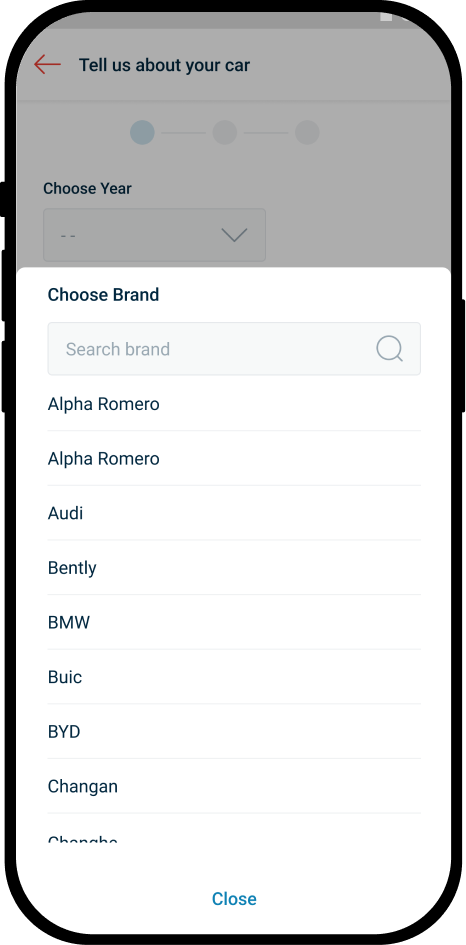 Tell us about your car
Choose Year
- -
Choose Brand
Search brand
Alpha Romero
Alpha Romero
Audi
Bently
BMW
Buic
BYD
Changan
Close